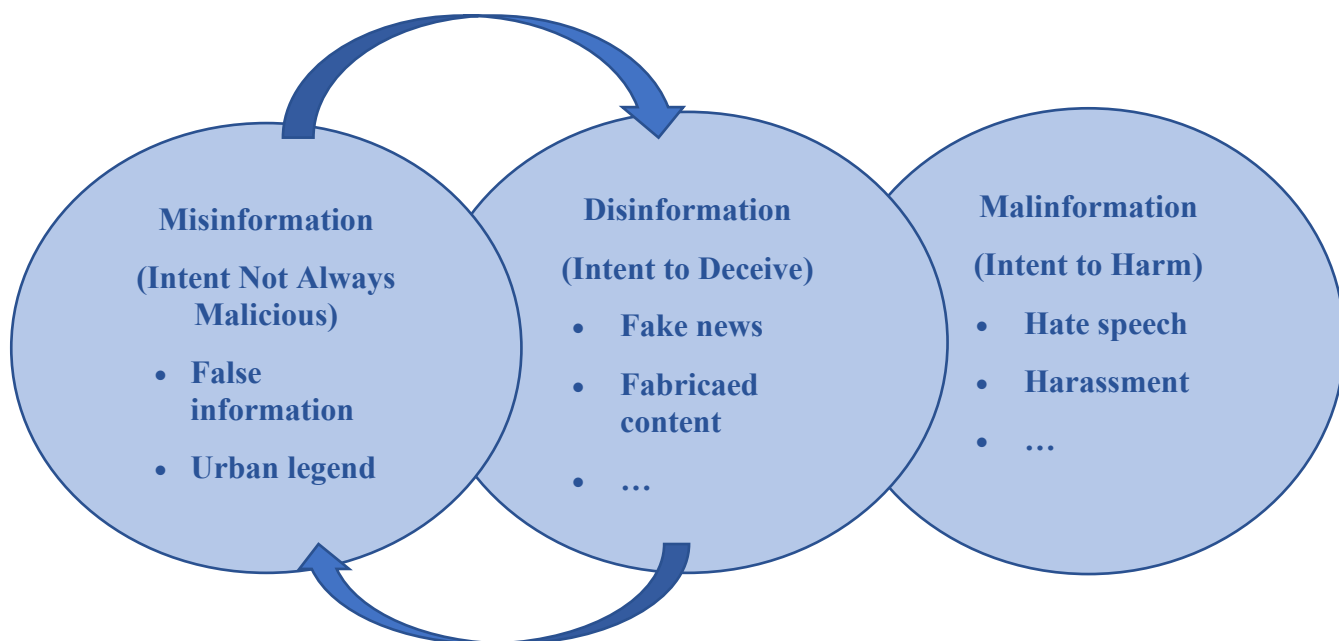 Misinformation
(Intent Not Always
Malicious)
• False
information
• Urban legend
Disinformation
(Intent to Deceive)
• Fake news
• Fabricaed
content
• …
Malinformation
(Intent to Harm)
• Hate speech
• Harassment
• …